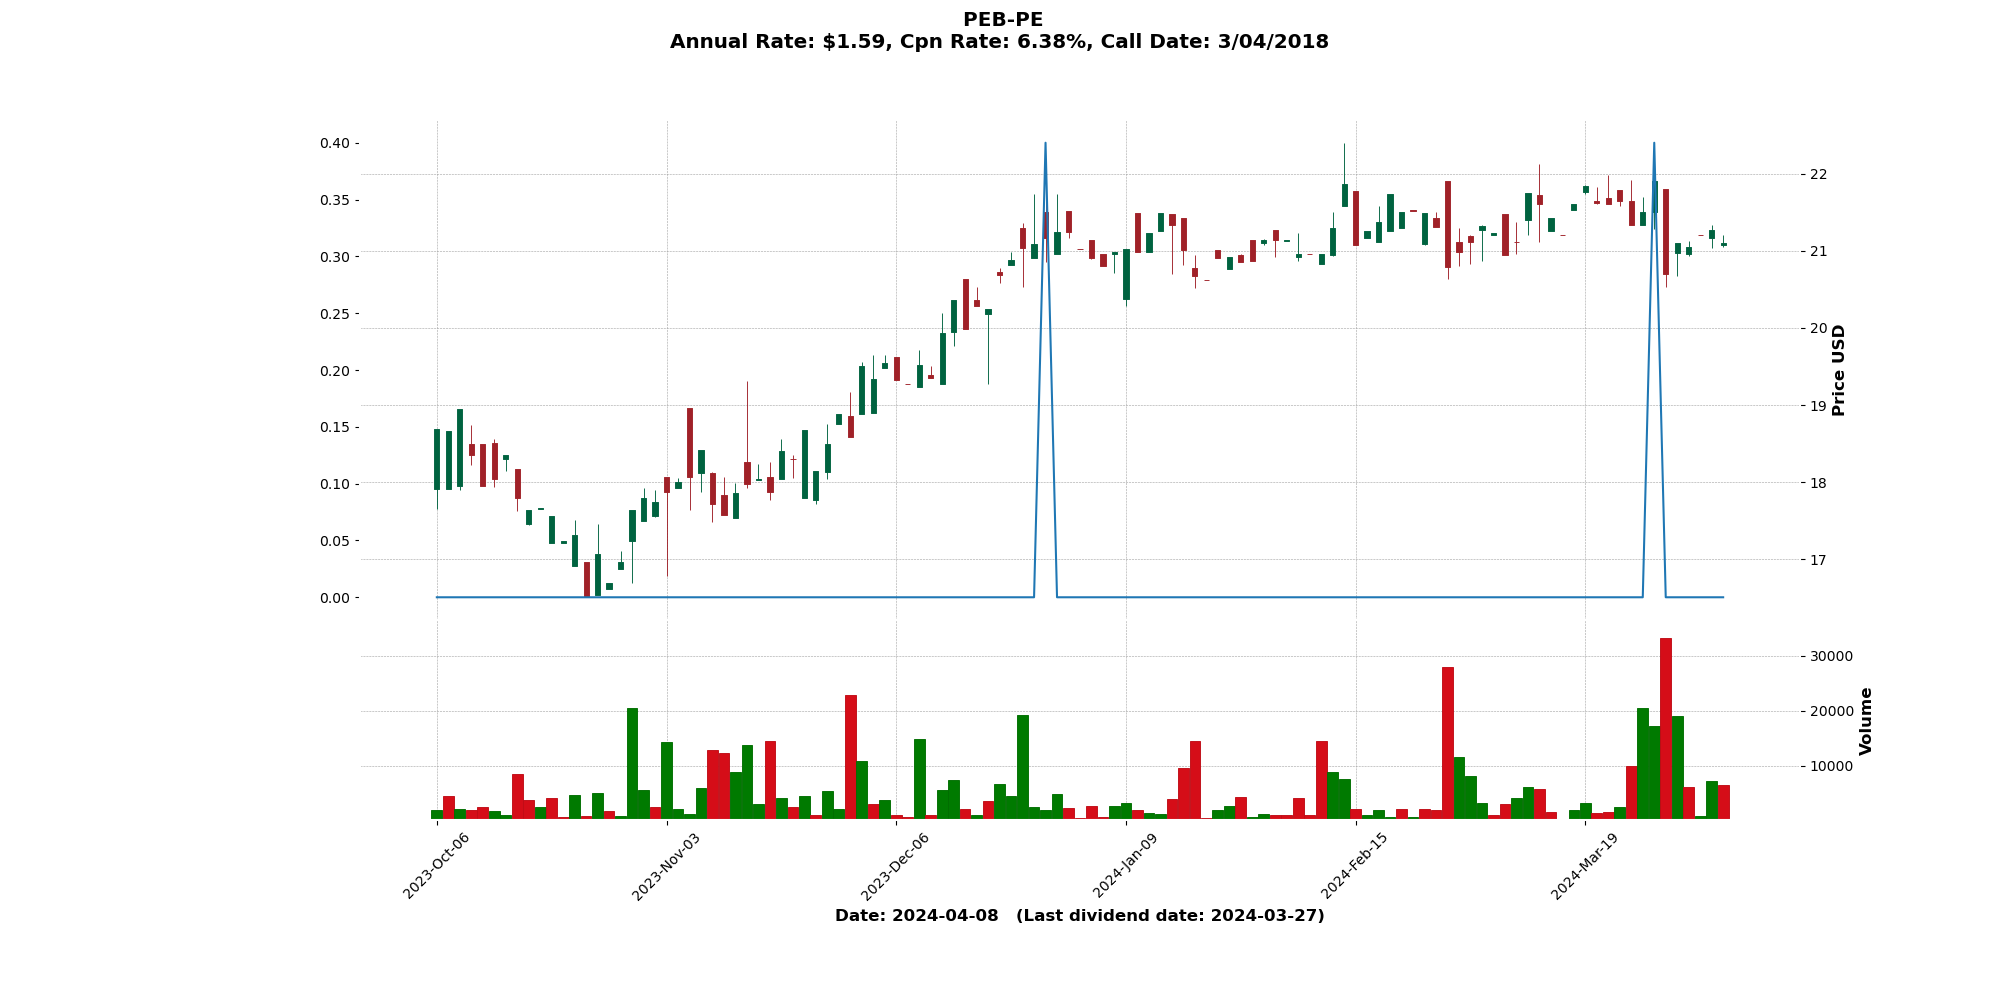 PEB-PE
Annual Rate: $1.59, Cpn Rate: 6.38%, Call Date: 3/04/2018
0.40
0.35
0.30
0.25
0.20
0.15
0.10
0.05
0.00
22
21
20
19
18
17
Price USD
30000
20000
10000
Volume
2023-Oct-06
2023-Nov-03
2023-Dec-06
2024-Jan-09
2024-Feb-15
2024-Mar-19
Date: 2024-04-08   (Last dividend date: 2024-03-27)